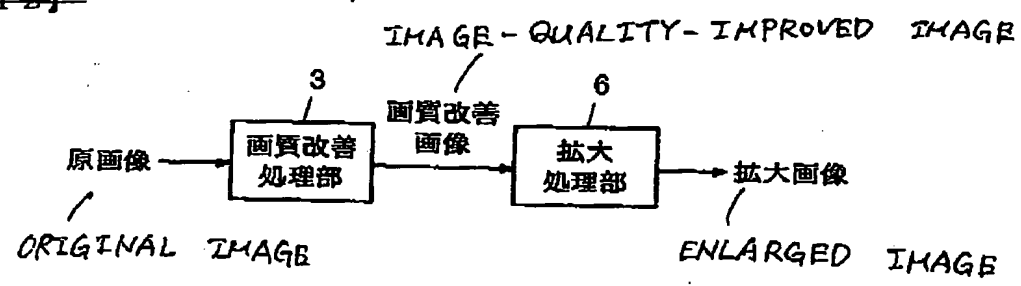 IMAGE-QUALITY-IMPROVED IMAGE
3
画質改善
画像
6
原画像
画質改善
処理部
拡大
処理部
拡大画像
ORIGINAL IMAGE
ENLARGED IMAGE